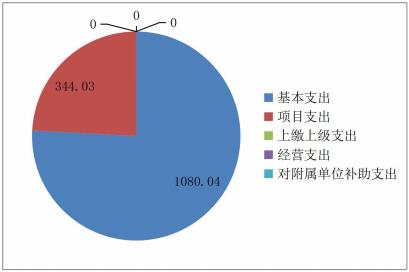 0
0
0
344.03
1080.04
基本支出
项目支出
上缴上级支出
经营支出
对附属单位补助支出